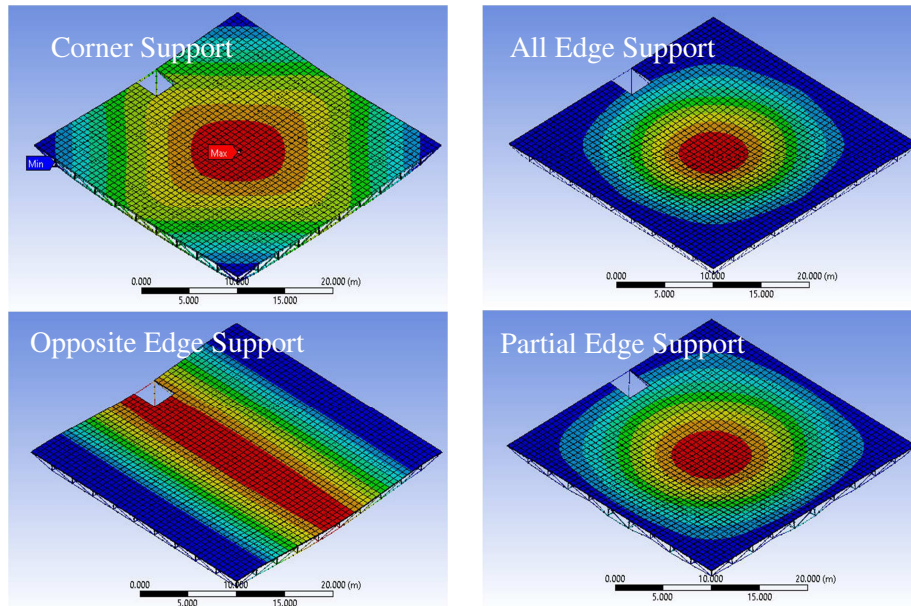 Corner Support
Max
Min
0.000 10.000 20.000 (m)
5.000 15.000
All Edge Support
0.000 10.000 20.000 (m)
5.000 15.000
Opposite Edge Support
0.000 10.000 20.000 (m)
5.000 15.000
Partial Edge Support
0.000 10.000 20.000 (m)
5.000 15.000